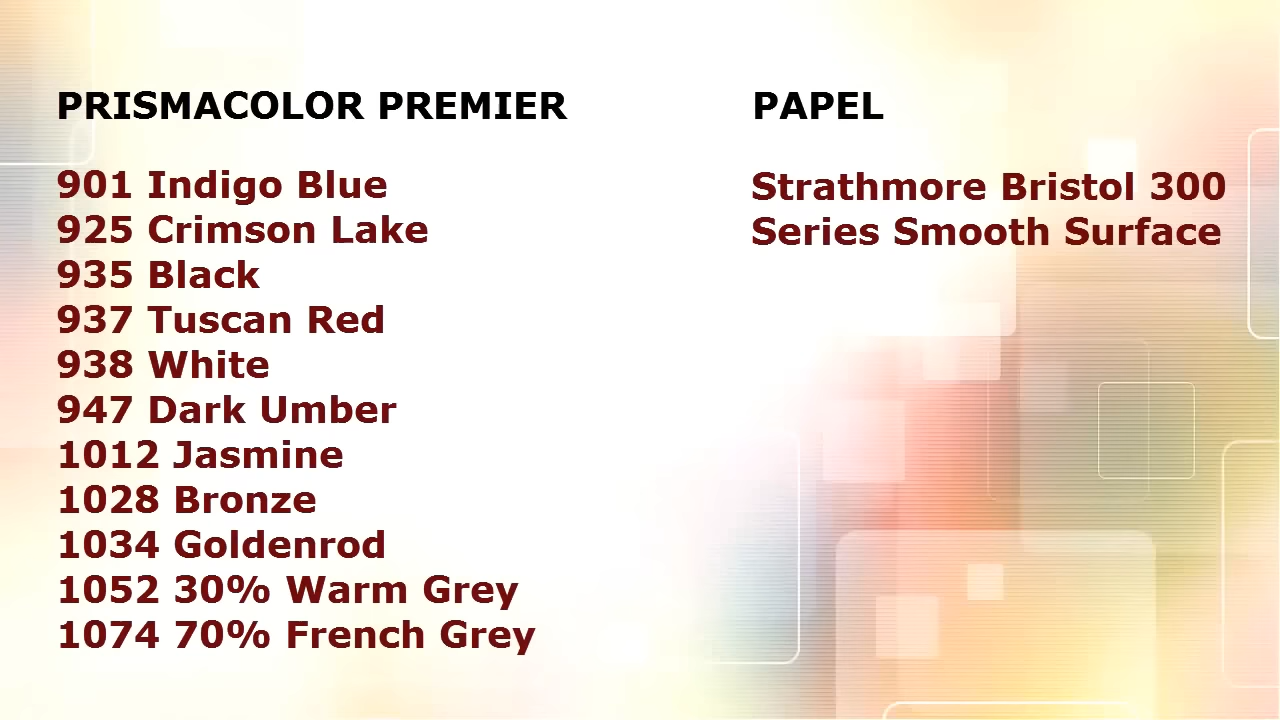 PRISMACOLOR PREMIER
901 Indigo Blue
925 Crimson Lake
935 Black
937 Tuscan Red
938 White
947 Dark Umber
1012 Jasmine
1028 Bronze
1034 Goldenrod
1052 30% Warm Grey
1074 70% French Grey
PAPEL
Strathmore Bristol 300
Series Smooth Surface